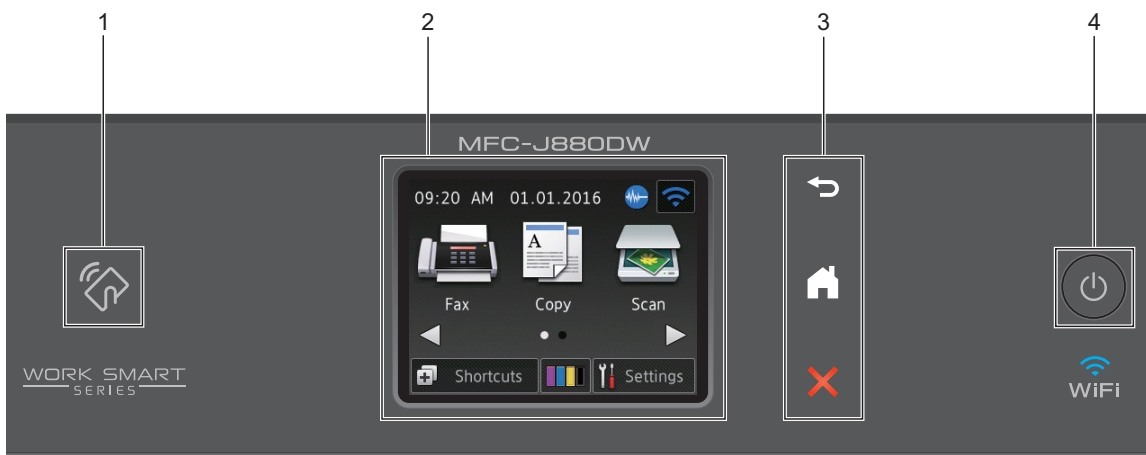 1 2 3 4
MFC-J880DW
09:20 AM 01.01.2016
A
Fax Copy Scan
Shortcuts Settings
WORK SMART
SERIES
WiFi